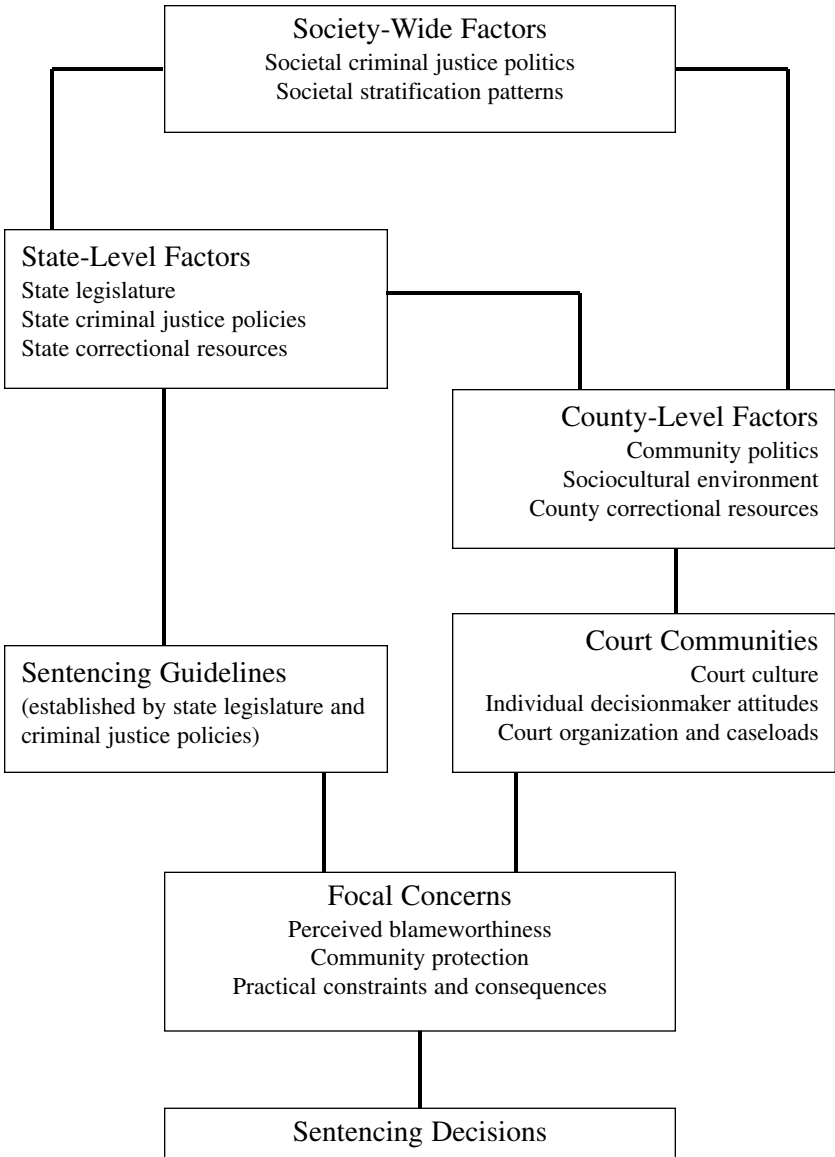 Society-Wide Factors
Societal criminal justice politics
Societal stratification patterns
State-Level Factors
State legislature
State criminal justice policies
State correctional resources
County-Level Factors
Community politics
Sociocultural environment
County correctional resources
Court Communities
Court culture
Individual decisionmaker attitudes
Court organization and caseloads
Sentencing Guidelines
(established by state legislature and
criminal justice policies)
Focal Concerns
Perceived blameworthiness
Community protection
Practical constraints and consequences
Sentencing Decisions